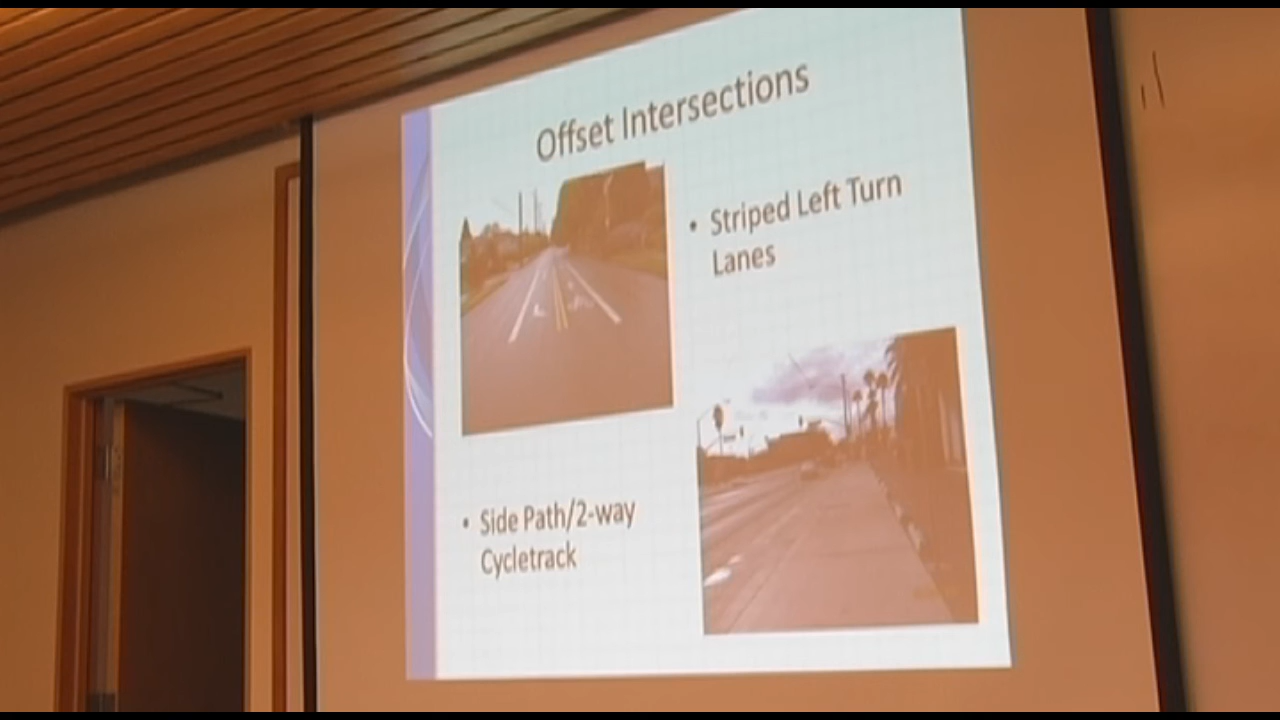 Offset Intersections
• Striped Left Turn
Lanes
• Side Path/2-way
Cycletrack